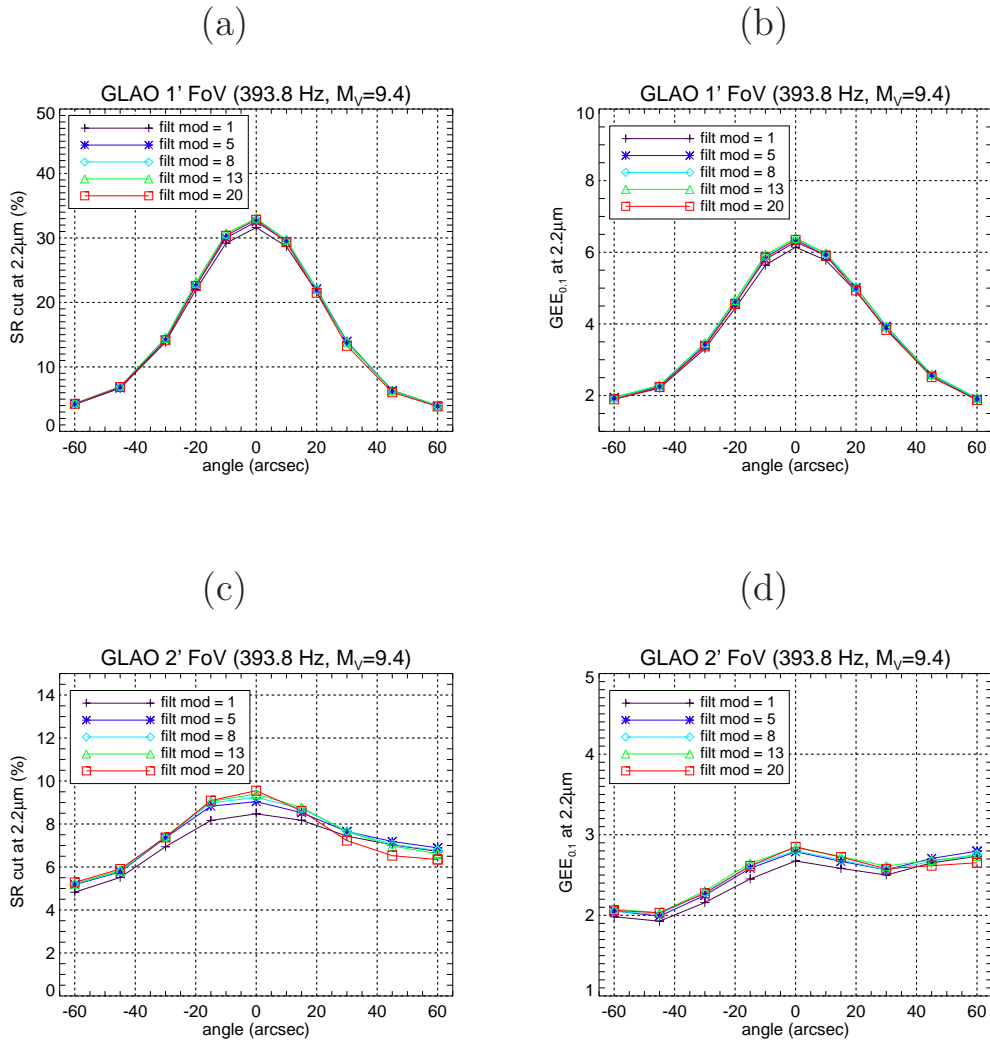 (a)
GLAO 1' FoV (393.8 Hz, M_V=9.4)
SR cut at 2.2μm (%)
50
40
30
20
10
0
filt mod = 1
filt mod = 5
filt mod = 8
filt mod = 13
filt mod = 20
-60 -40 -20 0 20 40 60
angle (arcsec)
(b)
GLAO 1' FoV (393.8 Hz, M_V=9.4)
GEE_0.1 at 2.2μm
10
8
6
4
2
filt mod = 1
filt mod = 5
filt mod = 8
filt mod = 13
filt mod = 20
-60 -40 -20 0 20 40 60
angle (arcsec)
(c)
GLAO 2' FoV (393.8 Hz, M_V=9.4)
SR cut at 2.2μm (%)
14
12
10
8
6
4
2
0
filt mod = 1
filt mod = 5
filt mod = 8
filt mod = 13
filt mod = 20
-60 -40 -20 0 20 40 60
angle (arcsec)
(d)
GLAO 2' FoV (393.8 Hz, M_V=9.4)
GEE_0.1 at 2.2μm
5
4
3
2
1
filt mod = 1
filt mod = 5
filt mod = 8
filt mod = 13
filt mod = 20
-60 -40 -20 0 20 40 60
angle (arcsec)